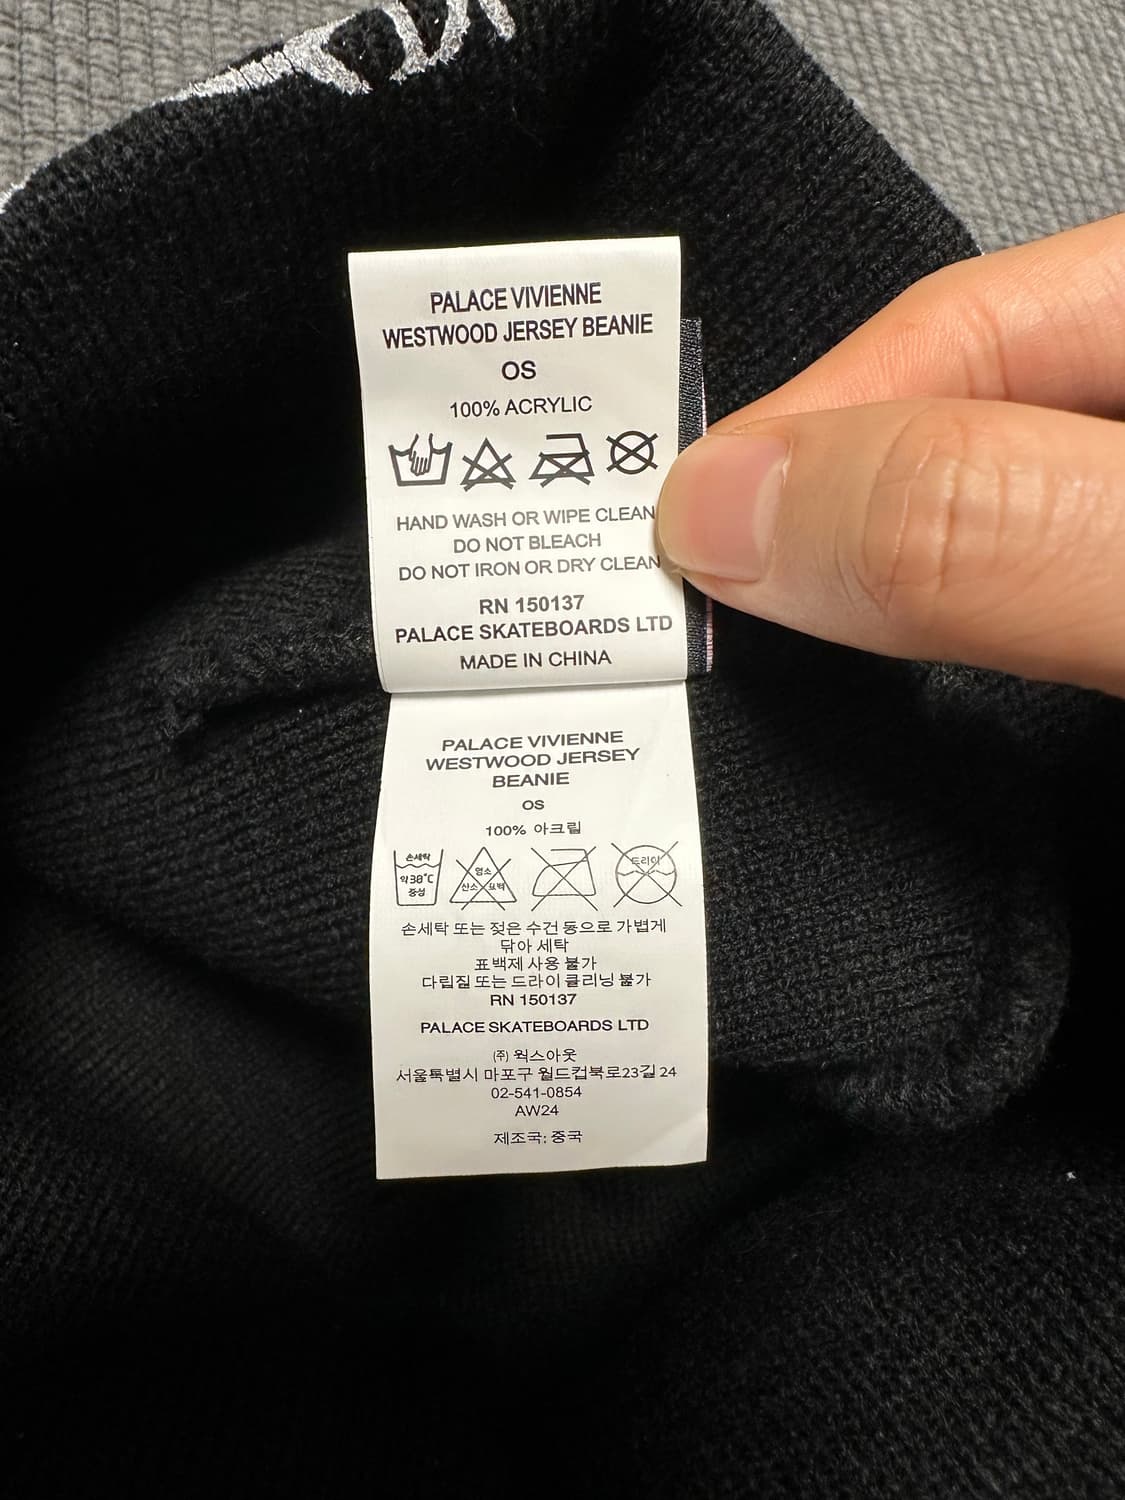 PALACE VIVIENNE
WESTWOOD JERSEY BEANIE
OS
100% ACRYLIC
HAND WASH OR WIPE CLEAN
DO NOT BLEACH
DO NOT IRON OR DRY CLEAN
RN 150137
PALACE SKATEBOARDS LTD
MADE IN CHINA
PALACE VIVIENNE
WESTWOOD JERSEY
BEANIE
OS
100% 아크릴
손세탁
약30°C
중성
염소
산소 표백
드라이
손세탁 또는 젖은 수건 등으로 가볍게
닦아 세탁
표백제 사용 불가
다림질 또는 드라이 클리닝 불가
RN 150137
PALACE SKATEBOARDS LTD
㈜ 웍스아웃
서울특별시 마포구 월드컵북로23길 24
02-541-0854
AW24
제조국: 중국